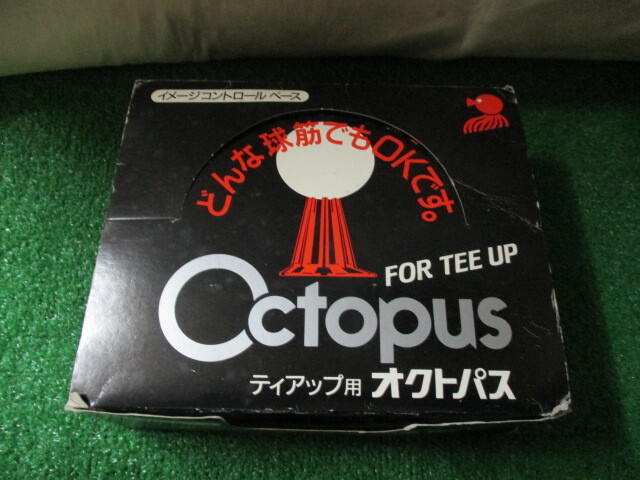 イメージコントロール ベース
どんな球筋でもOKです。
FOR TEE UP
Octopus
ティアップ用 オクトパス